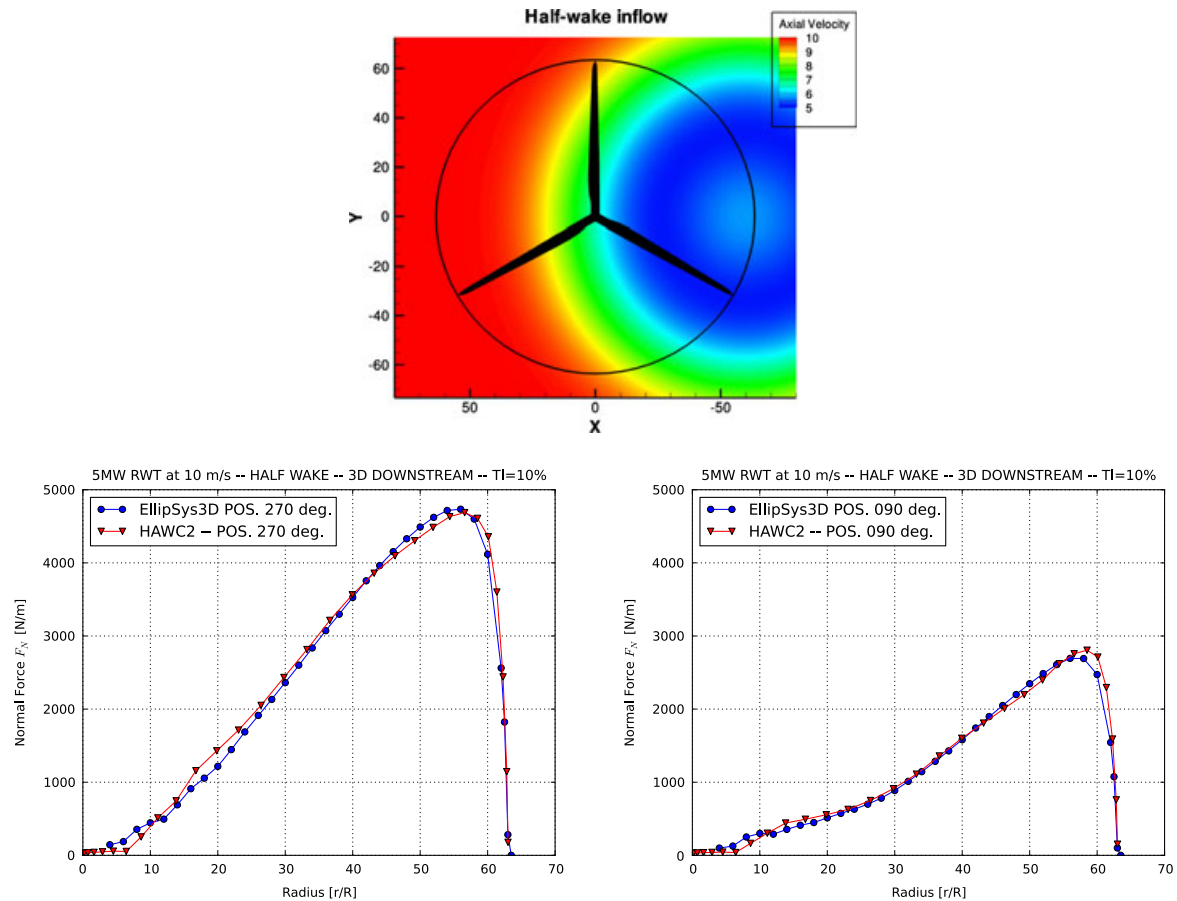 Half-wake inflow
Axial Velocity
10
9
8
7
6
5
60
40
20
0
-20
-40
-60
Y
50
0
-50
X
5MW RWT at 10 m/s -- HALF WAKE -- 3D DOWNSTREAM -- TI=10%
5000
4000
3000
2000
1000
0
Normal Force F_N [N/m]
EllipSys3D POS. 270 deg.
HAWC2 -- POS. 270 deg.
0 10 20 30 40 50 60 70
Radius [r/R]
5MW RWT at 10 m/s -- HALF WAKE -- 3D DOWNSTREAM -- TI=10%
5000
4000
3000
2000
1000
0
Normal Force F_N [N/m]
EllipSys3D POS. 090 deg.
HAWC2 -- POS. 090 deg.
0 10 20 30 40 50 60 70
Radius [r/R]